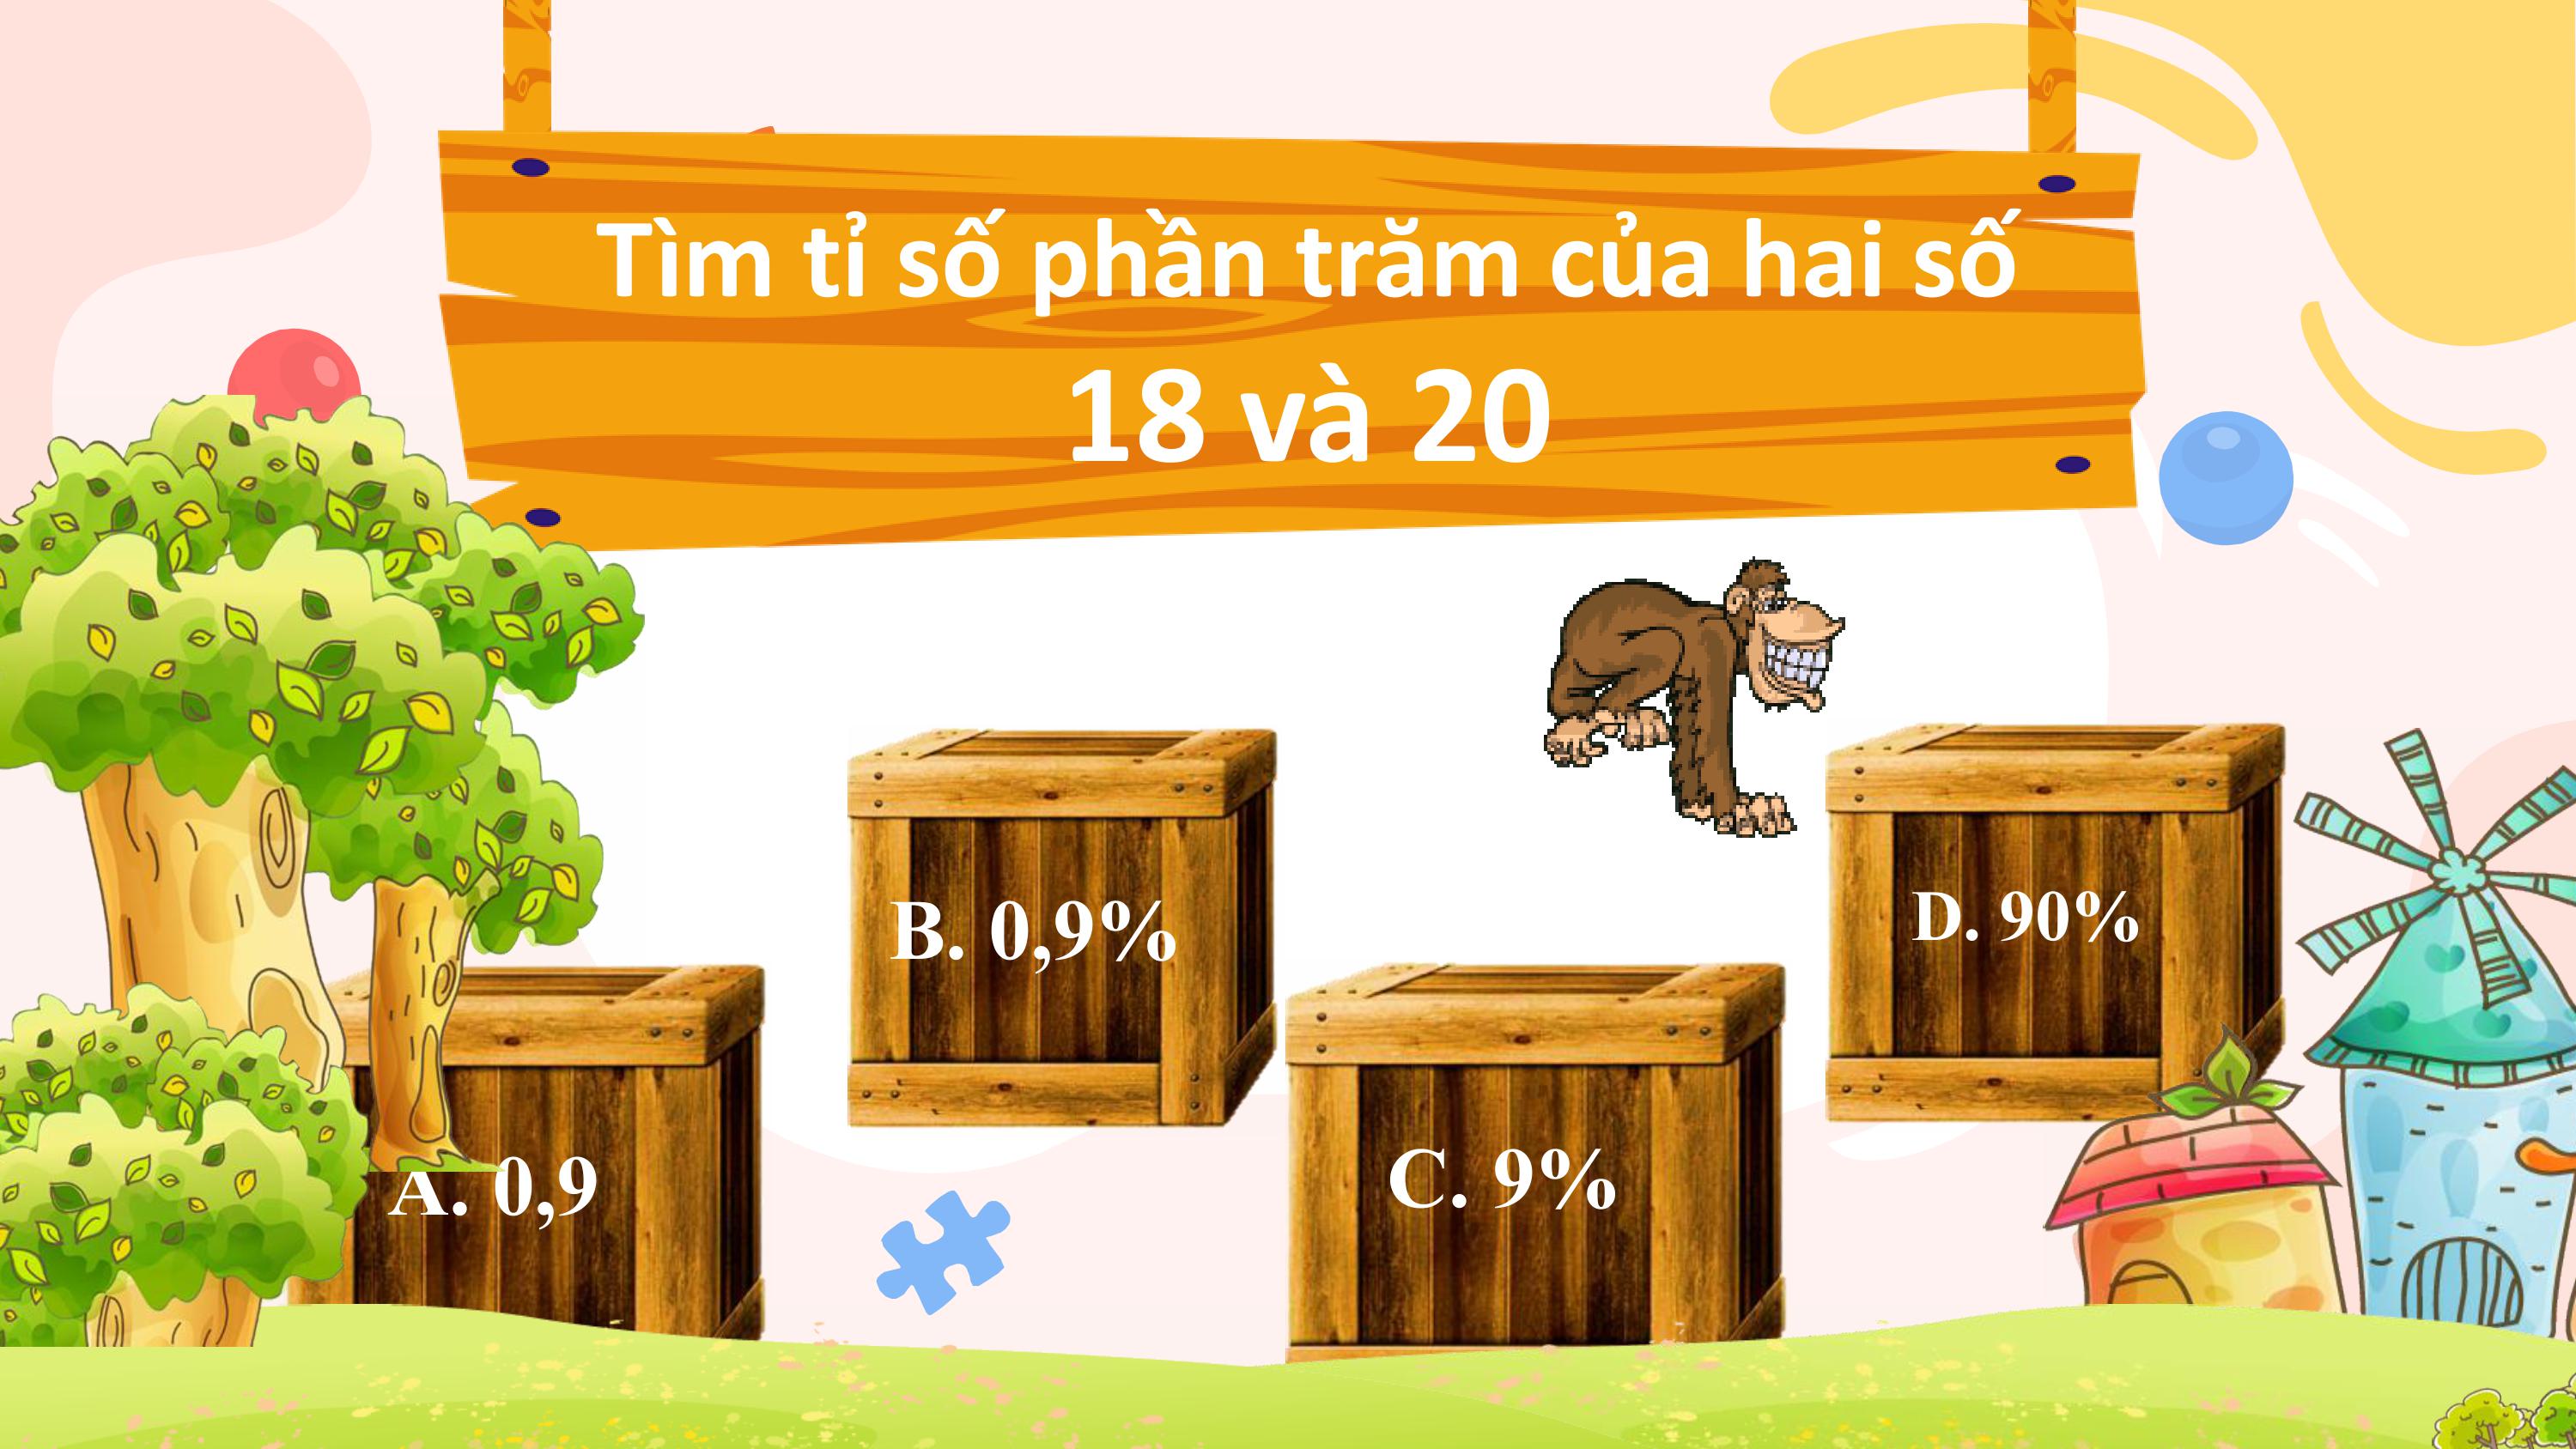 Tìm tỉ số phần trăm của hai số
18 và 20
A. 0,9
B. 0,9%
C. 9%
D. 90%